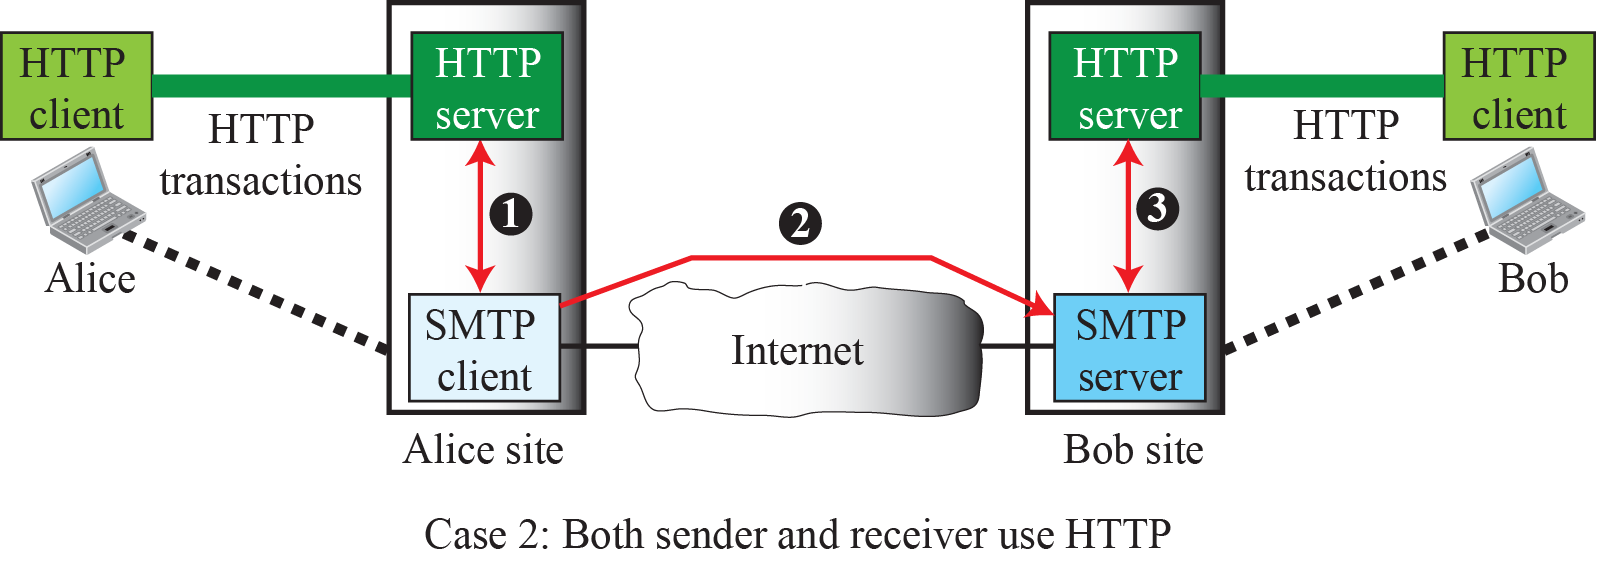 HTTP
client
HTTP
transactions
Alice
HTTP
server
1
SMTP
client
Alice site
2
Internet
HTTP
server
3
SMTP
server
Bob site
HTTP
transactions
HTTP
client
Bob
Case 2: Both sender and receiver use HTTP